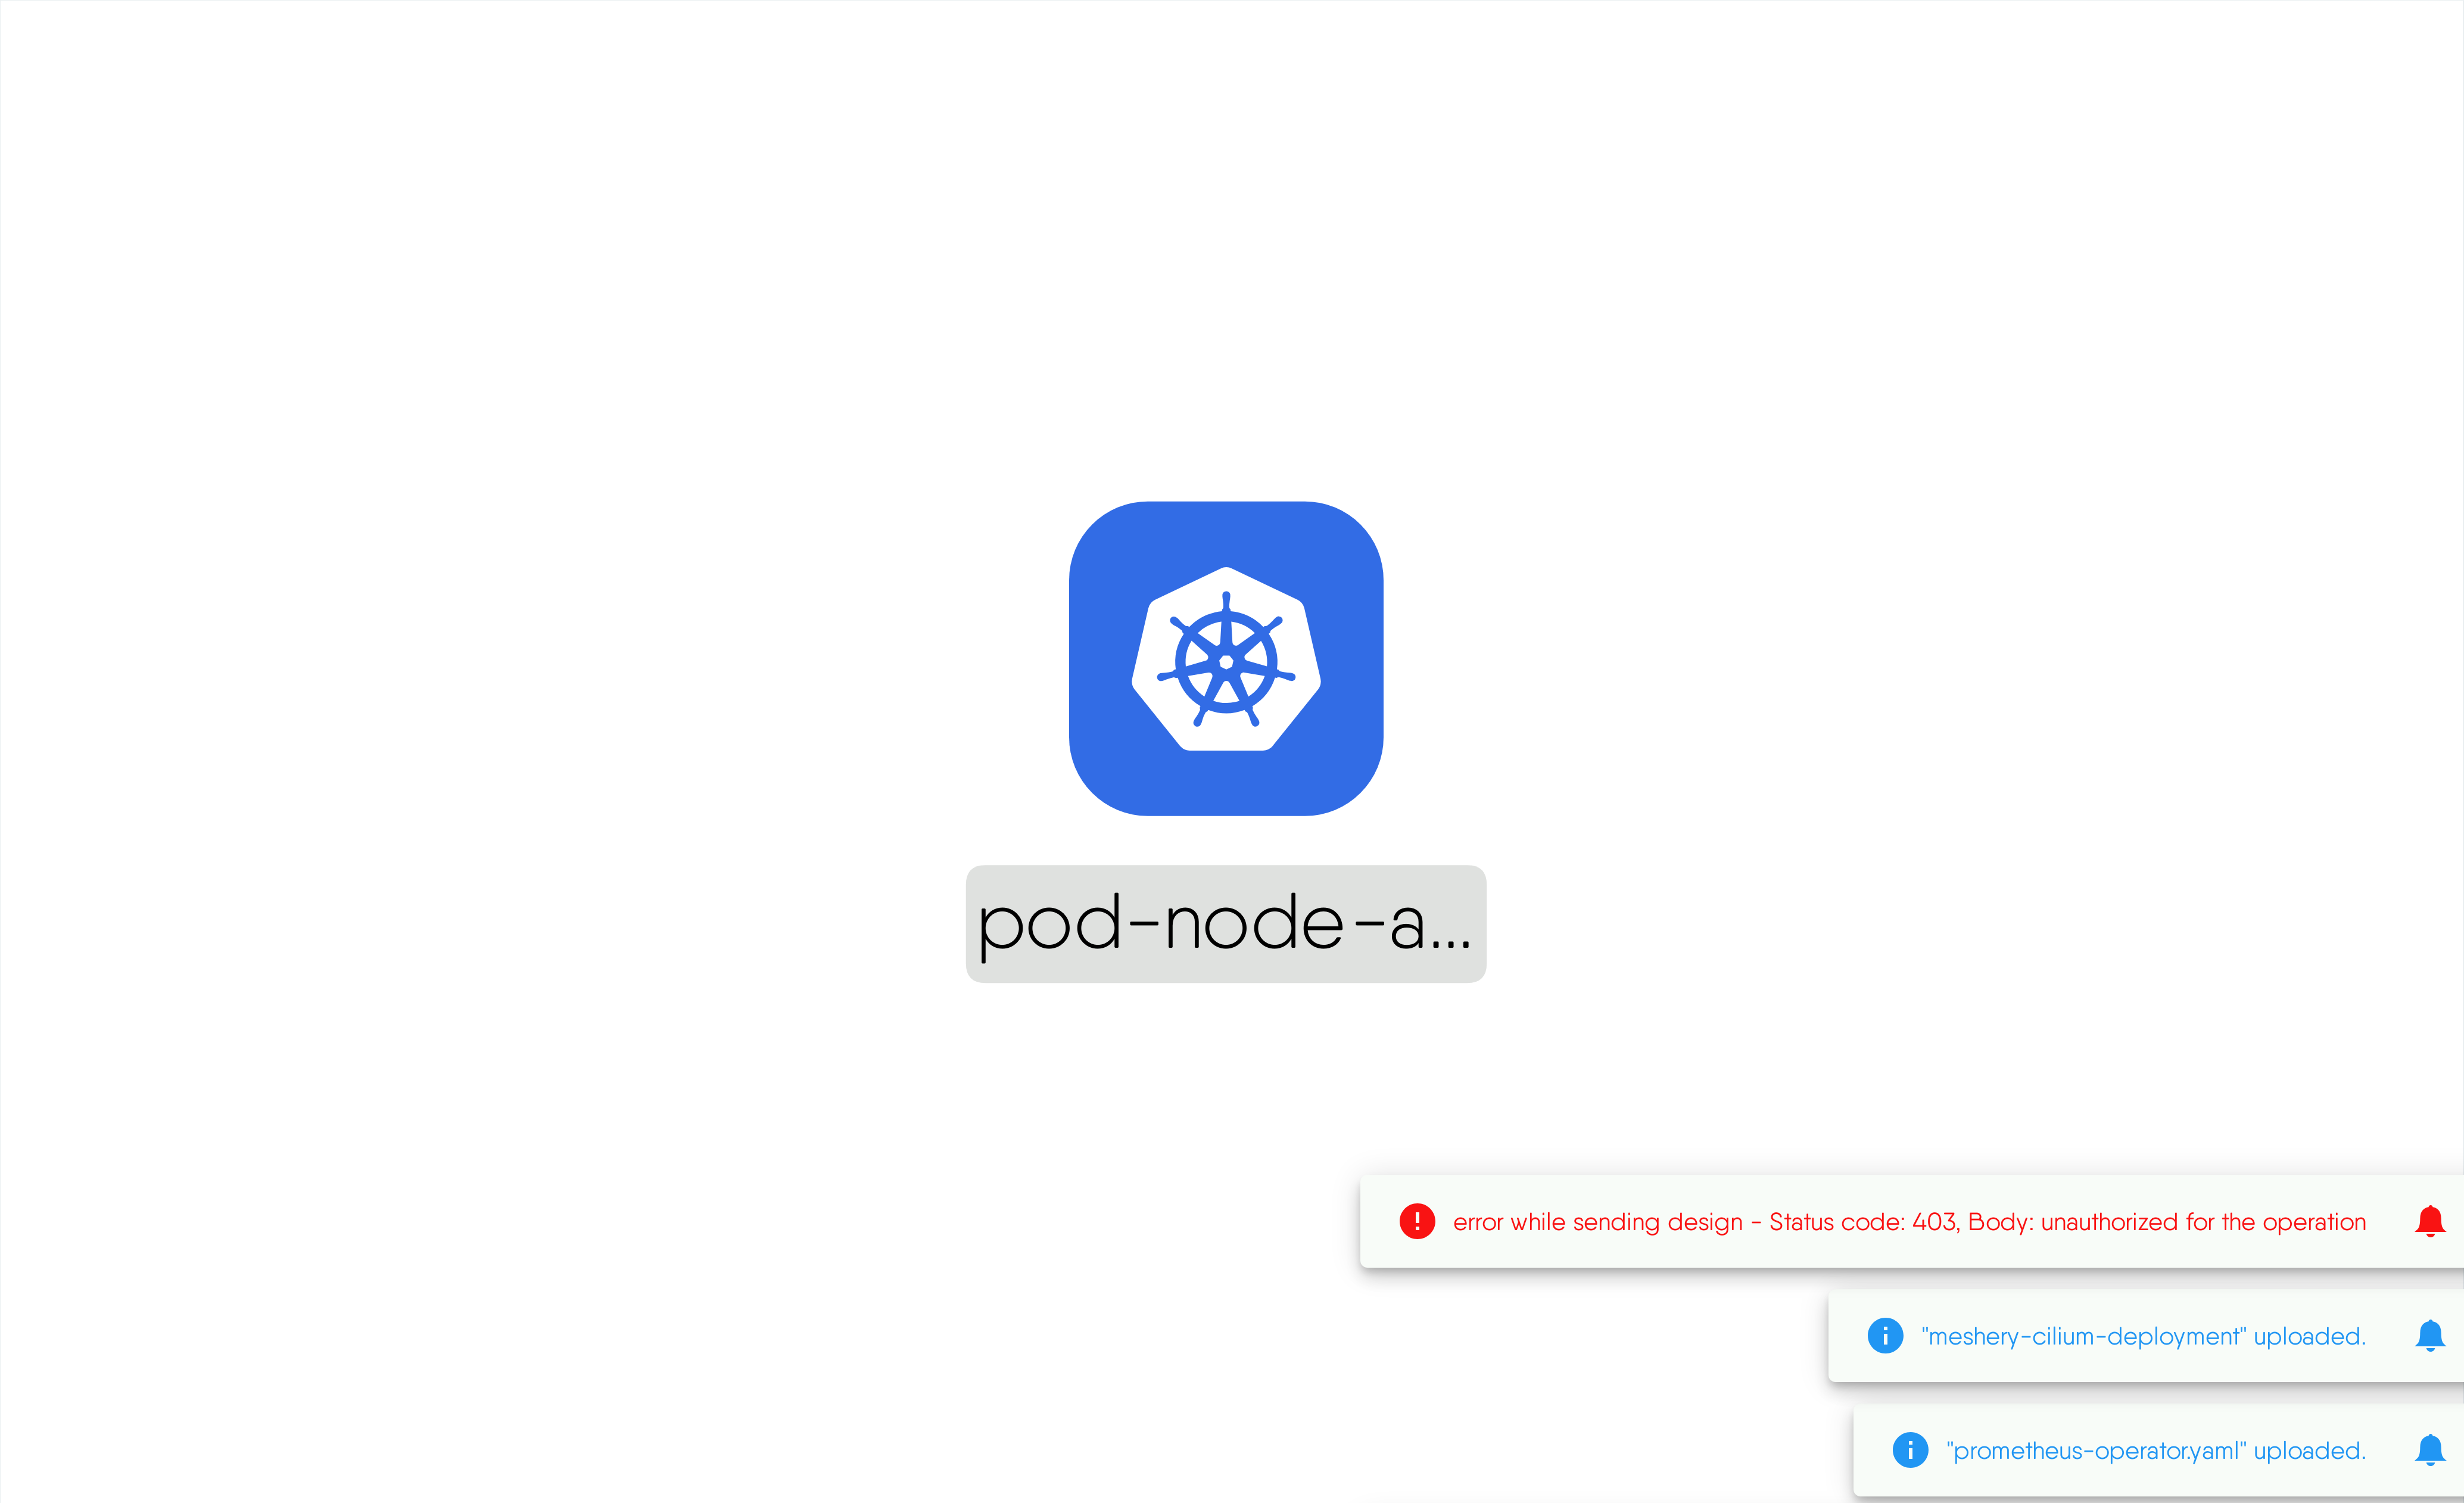 pod-node-a...
error while sending design - Status code: 403, Body: unauthorized for the operation
"meshery-cilium-deployment" uploaded.
"prometheus-operator.yaml" uploaded.